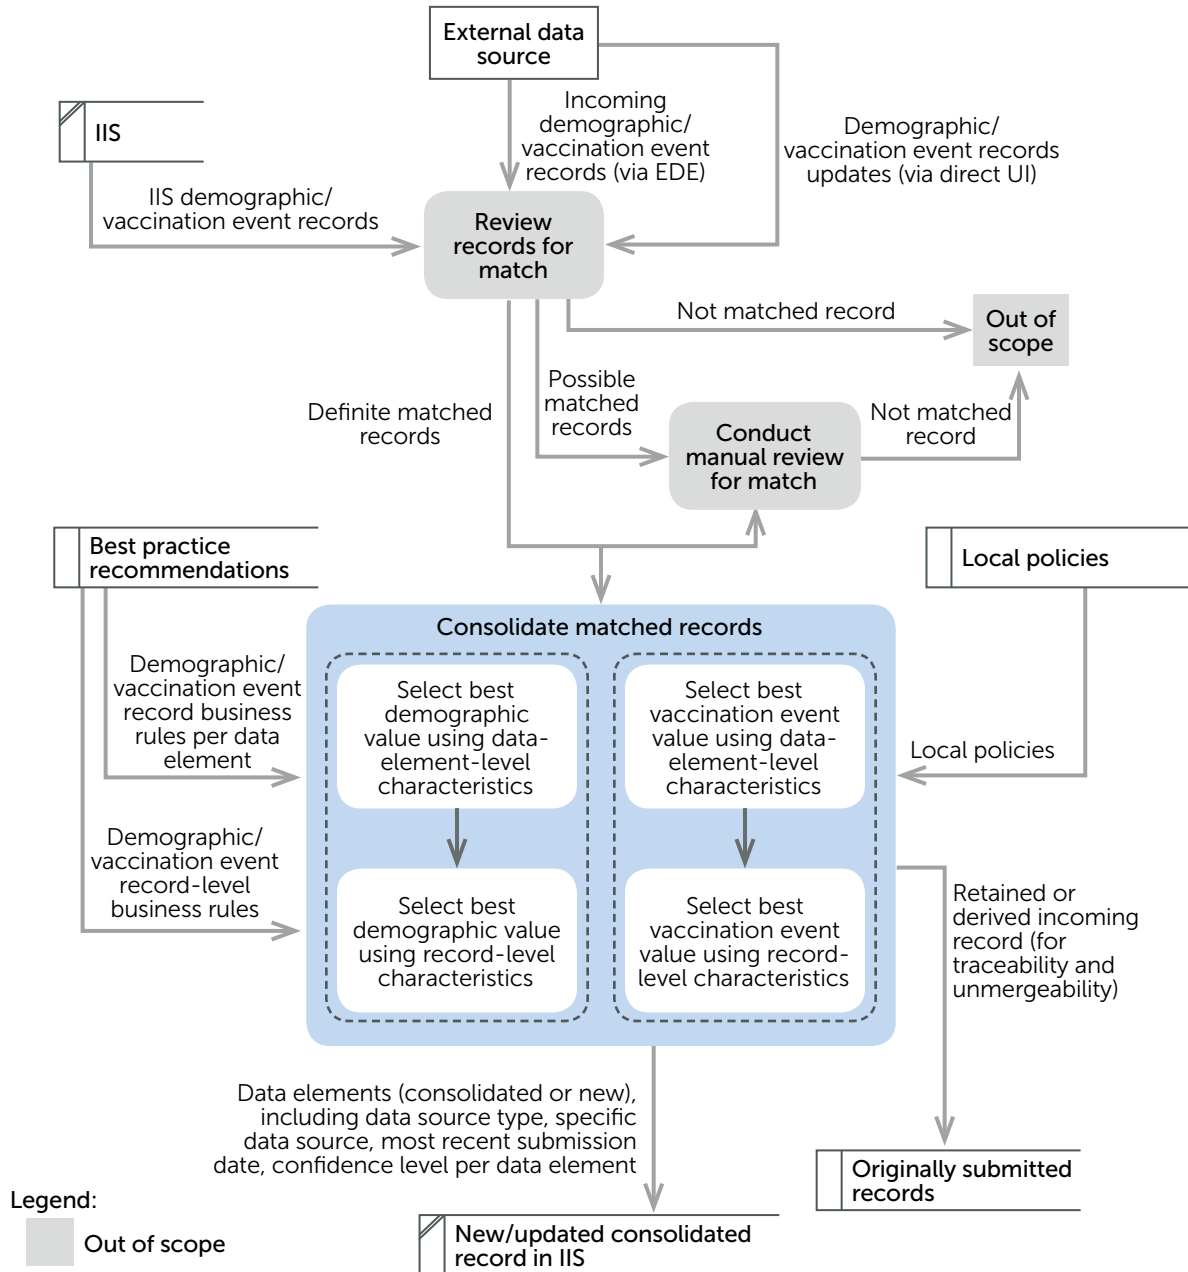 External data
source
IIS
Incoming
demographic/
vaccination event
records (via EDE)
Demographic/
vaccination event records
updates (via direct UI)
IIS demographic/
vaccination event records
Review
records for
match
Not matched record
Out of
scope
Definite matched
records
Possible
matched
records
Conduct
manual review
for match
Not matched
record
Best practice
recommendations
Local policies
Consolidate matched records
Demographic/
vaccination event
record business
rules per data
element
Select best
demographic
value using data-
element-level
characteristics
Select best
vaccination event
value using data-
element-level
characteristics
Local policies
Demographic/
vaccination event
record-level
business rules
Select best
demographic value
using record-level
characteristics
Select best
vaccination event
value using record-
level characteristics
Retained or
derived incoming
record (for
traceability and
unmergeability)
Data elements (consolidated or new),
including data source type, specific
data source, most recent submission
date, confidence level per data element
Originally submitted
records
Legend:
Out of scope
New/updated consolidated
record in IIS